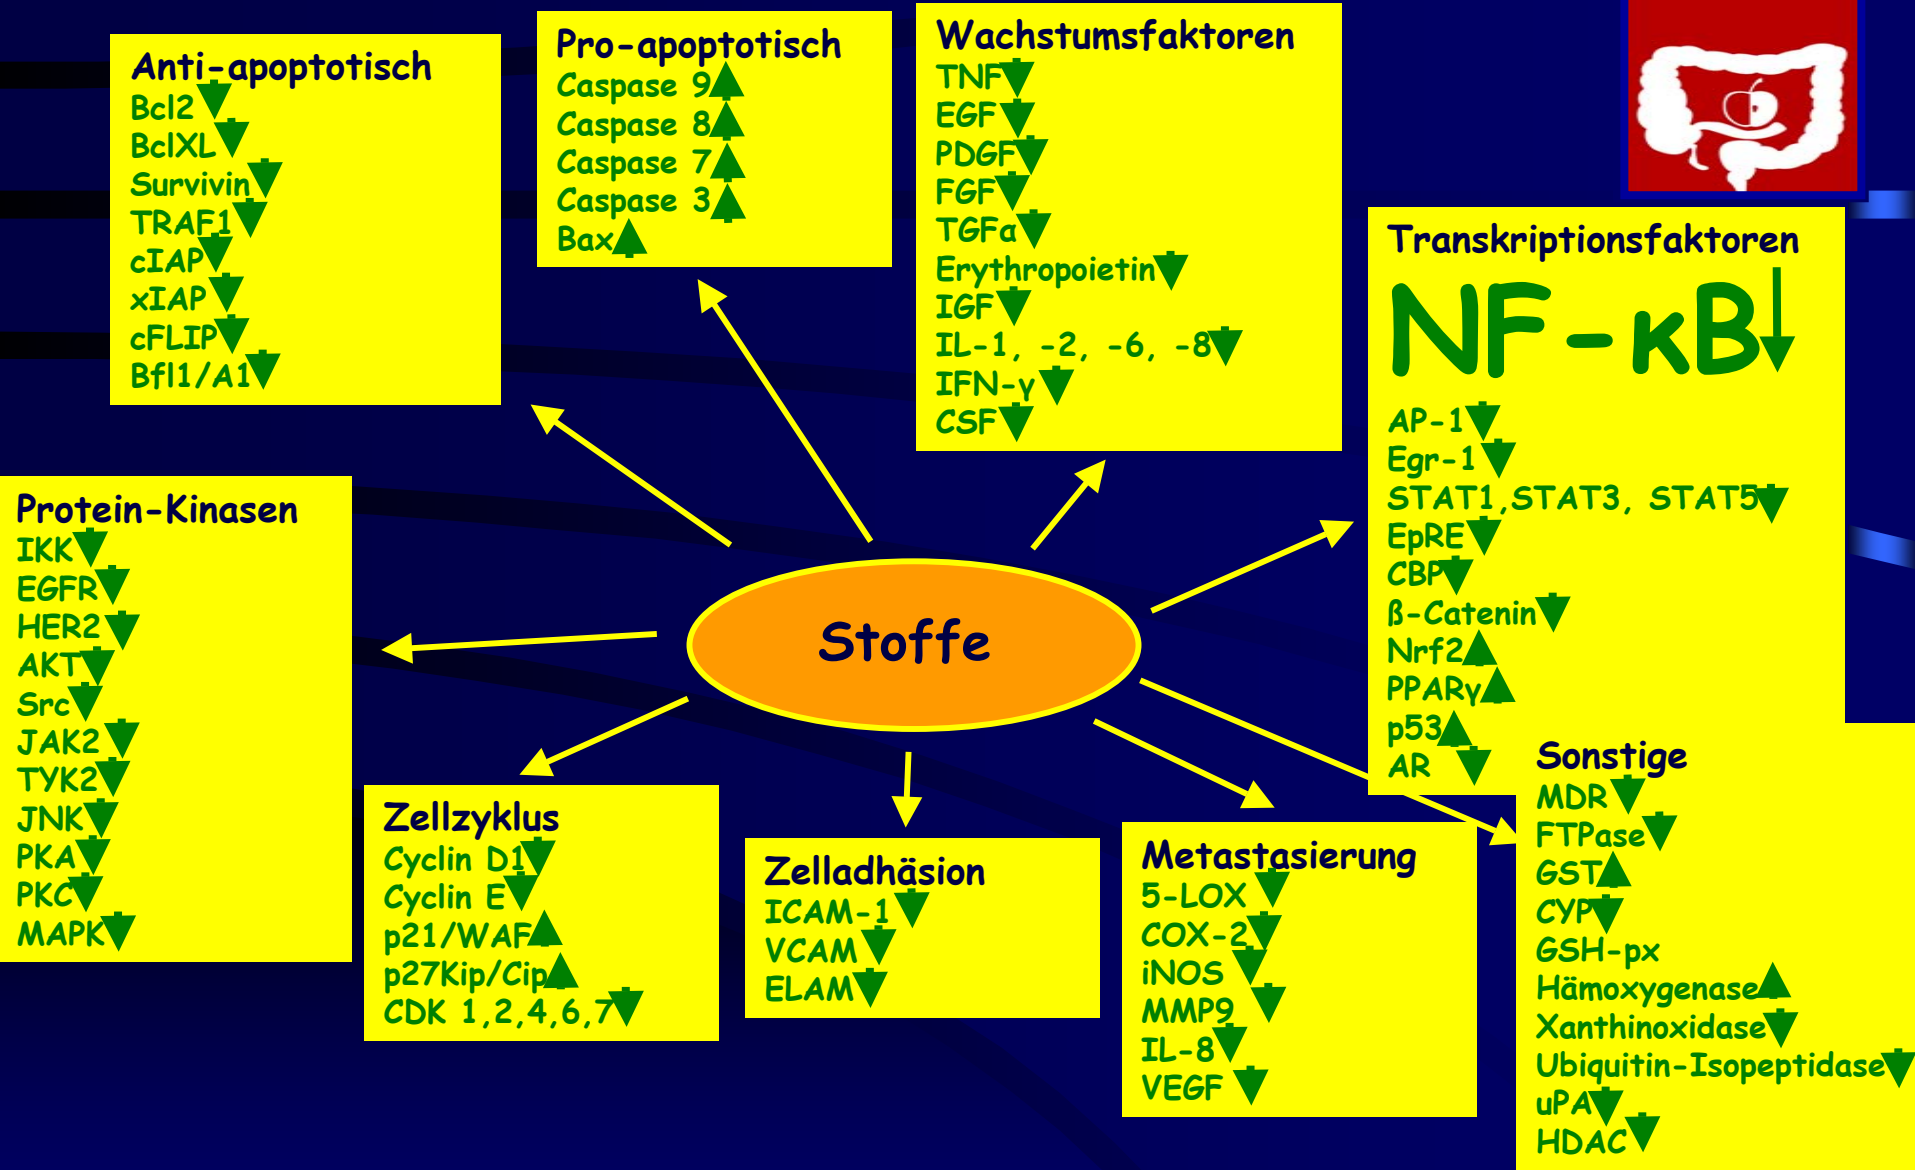 Anti-apoptotisch
Bcl2
BclXL
Survivin
TRAF1
cIAP
xIAP
cFLIP
Bfl1/A1
Pro-apoptotisch
Caspase 9
Caspase 8
Caspase 7
Caspase 3
Bax
Wachstumsfaktoren
TNF
EGF
PDGF
FGF
TGFα
Erythropoietin
IGF
IL-1, -2, -6, -8
IFN-γ
CSF
Transkriptionsfaktoren
NF-κB
AP-1
Egr-1
STAT1,STAT3, STAT5
EpRE
CBP
ß-Catenin
Nrf2
PPARγ
p53
AR
Protein-Kinasen
IKK
EGFR
HER2
AKT
Src
JAK2
TYK2
JNK
PKA
PKC
MAPK
Stoffe
Zellzyklus
Cyclin D1
Cyclin E
p21/WAF
p27Kip/Cip
CDK 1,2,4,6,7
Zelladhäsion
ICAM-1
VCAM
ELAM
Metastasierung
5-LOX
COX-2
iNOS
MMP9
IL-8
VEGF
Sonstige
MDR
FTPase
GST
CYP
GSH-px
Hämoxygenase
Xanthinoxidase
Ubiquitin-Isopeptidase
uPA
HDAC